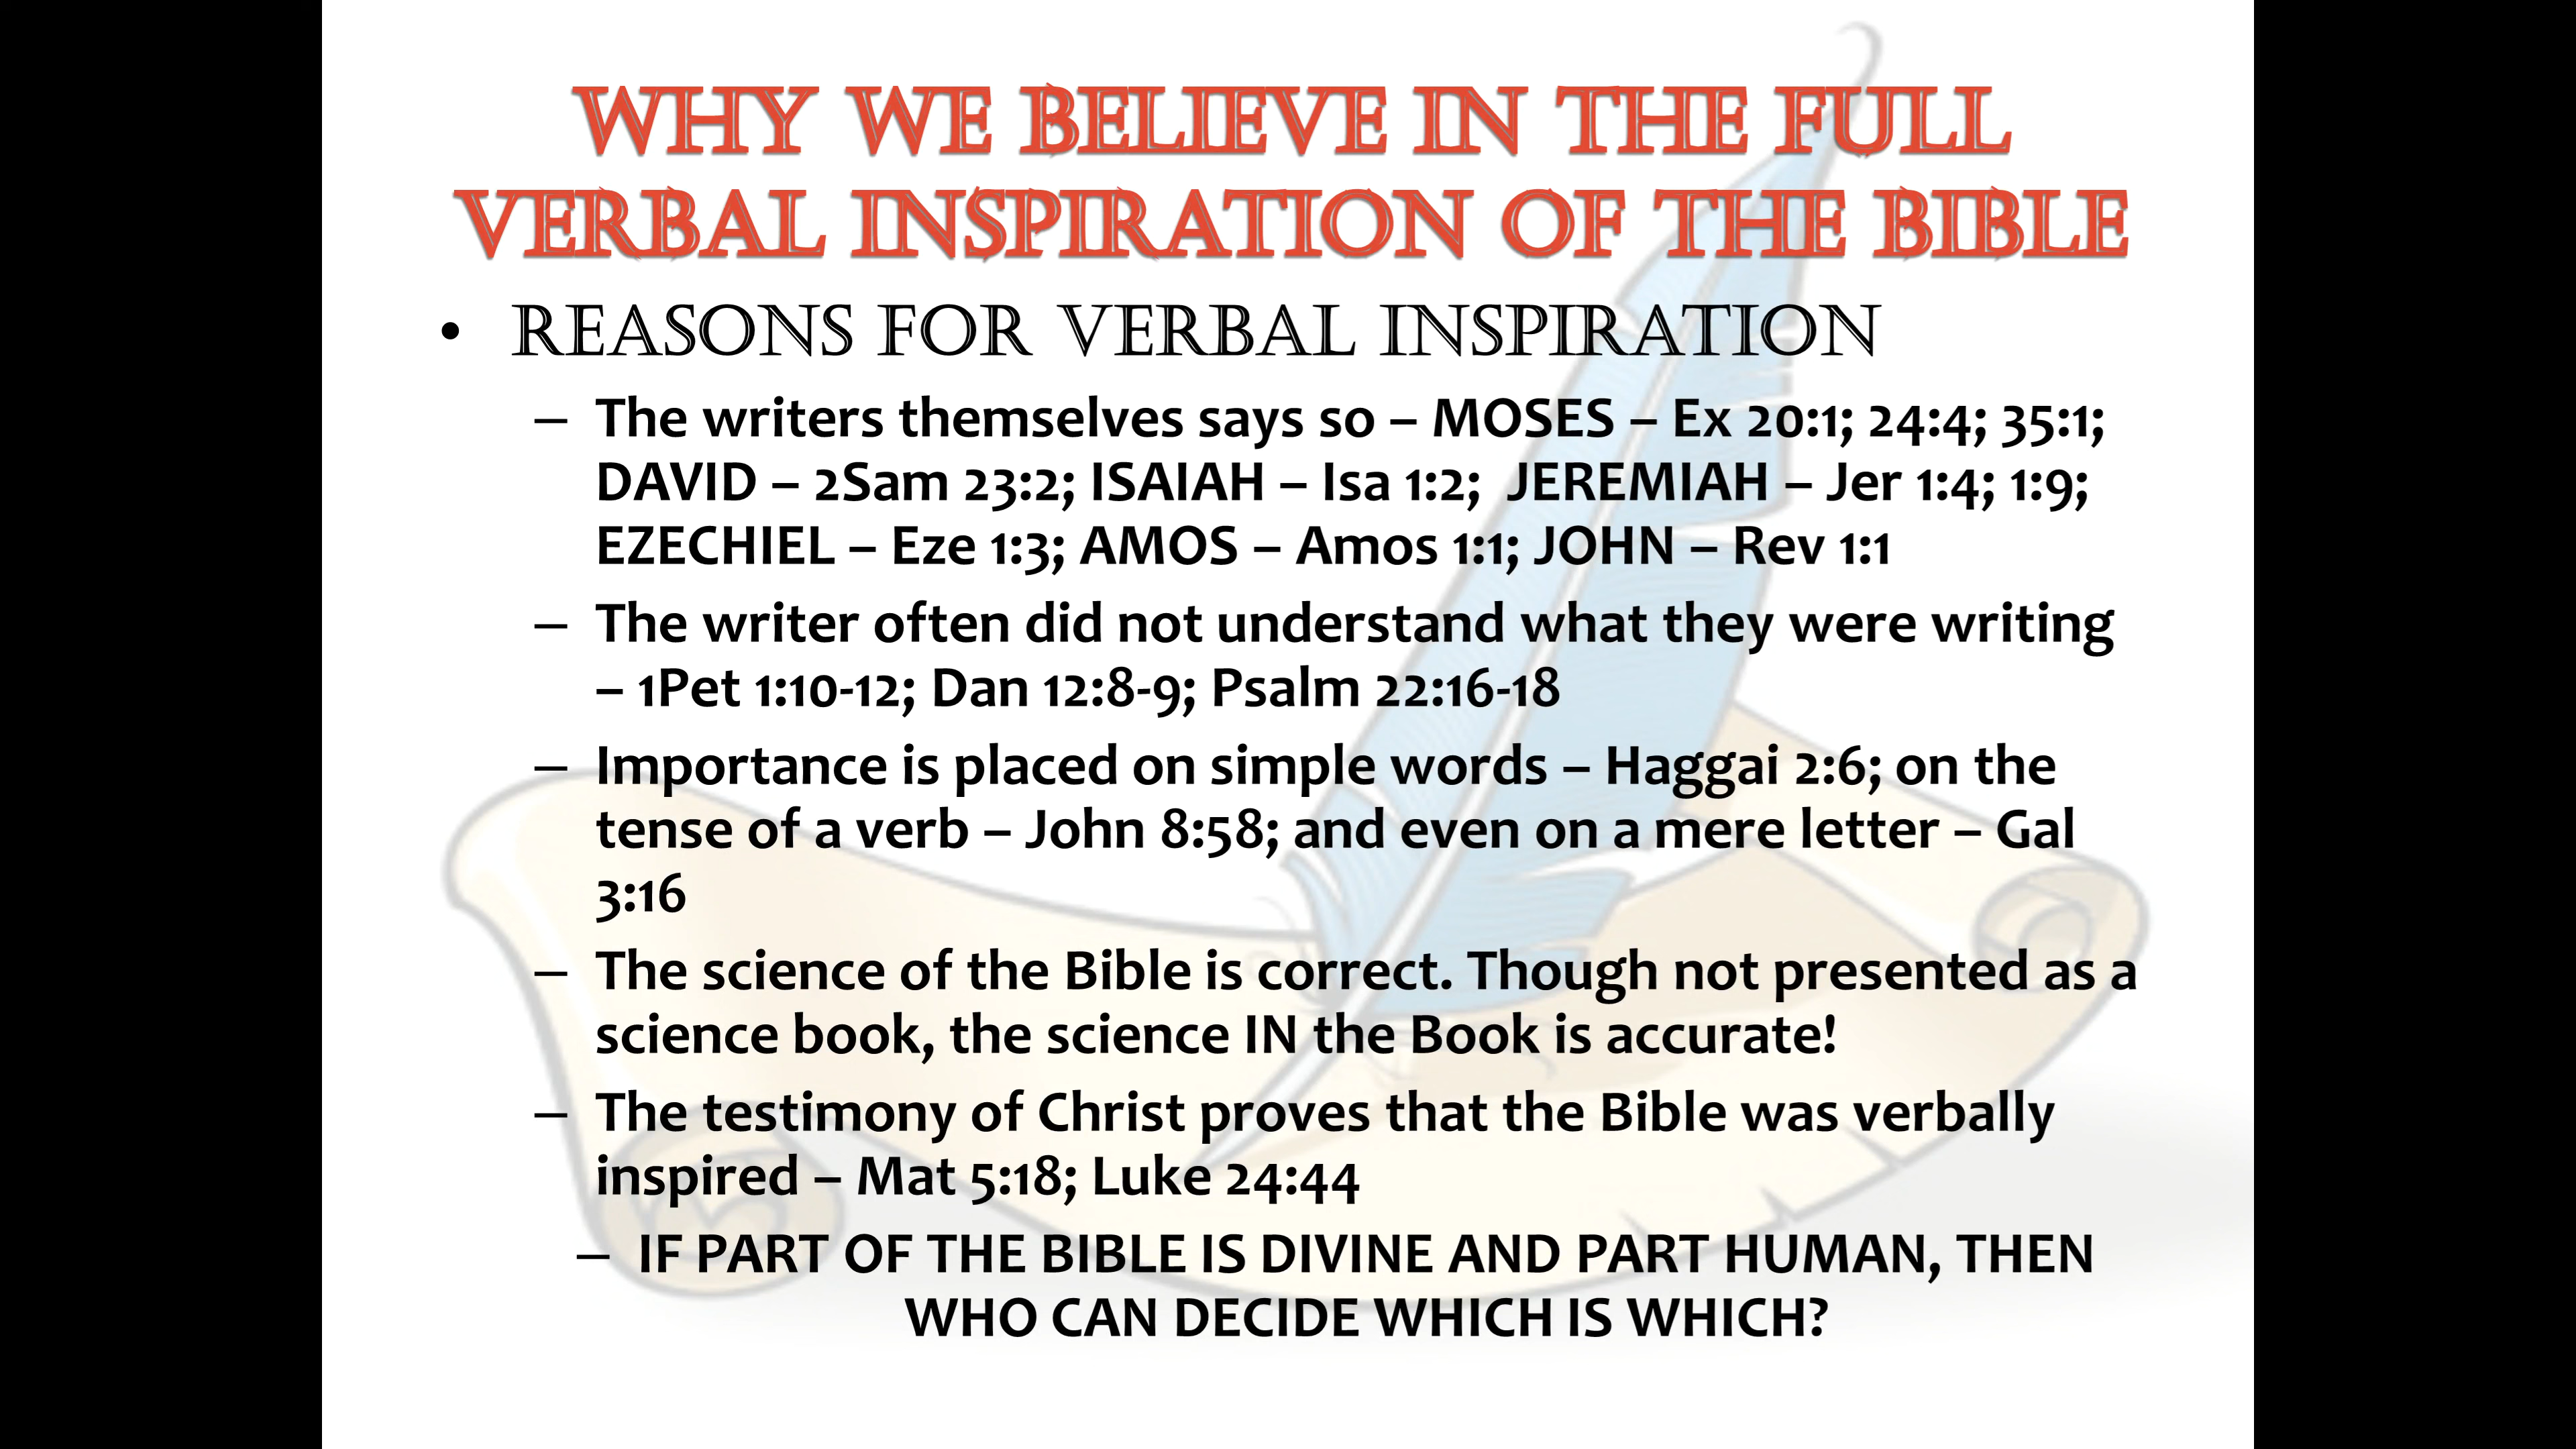 WHY WE BELIEVE IN THE FULL
VERBAL INSPIRATION OF THE BIBLE
• REASONS FOR VERBAL INSPIRATION
– The writers themselves says so – MOSES – Ex 20:1; 24:4; 35:1;
DAVID – 2Sam 23:2; ISAIAH – Isa 1:2; JEREMIAH – Jer 1:4; 1:9;
EZECHIEL – Eze 1:3; AMOS – Amos 1:1; JOHN – Rev 1:1
– The writer often did not understand what they were writing
– 1Pet 1:10-12; Dan 12:8-9; Psalm 22:16-18
– Importance is placed on simple words – Haggai 2:6; on the
tense of a verb – John 8:58; and even on a mere letter – Gal
3:16
– The science of the Bible is correct. Though not presented as a
science book, the science IN the Book is accurate!
– The testimony of Christ proves that the Bible was verbally
inspired – Mat 5:18; Luke 24:44
– IF PART OF THE BIBLE IS DIVINE AND PART HUMAN, THEN
WHO CAN DECIDE WHICH IS WHICH?